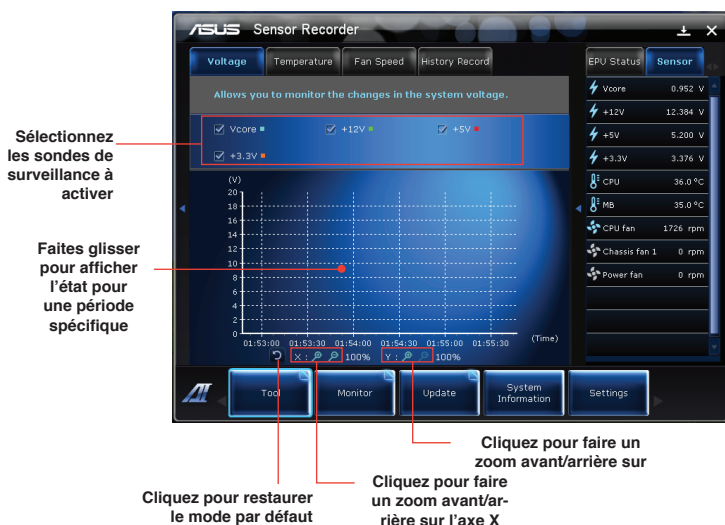 ASUS Sensor Recorder
Voltage Temperature Fan Speed History Record
Allows you to monitor the changes in the system voltage.
Vcore +12V +5V
+3.3V
(V)
20
18
16
14
12
10
8
6
4
2
0
01:53:00 01:53:30 01:54:00 01:54:30 01:55:00 01:55:30
(Time)
X : 100% Y : 100%
EPU Status Sensor
Vcore 0.952 V
+12V 12.384 V
+5V 5.200 V
+3.3V 3.376 V
CPU 36.0 ºC
MB 35.0 ºC
CPU fan 1726 rpm
Chassis fan 1 0 rpm
Power fan 0 rpm
Tool Monitor Update System Information Settings
Sélectionnez
les sondes de
surveillance à
activer
Faites glisser
pour afficher
l’état pour
une période
spécifique
Cliquez pour faire un
zoom avant/arrière sur
Cliquez pour faire
un zoom avant/ar-
rière sur l’axe X
Cliquez pour restaurer
le mode par défaut